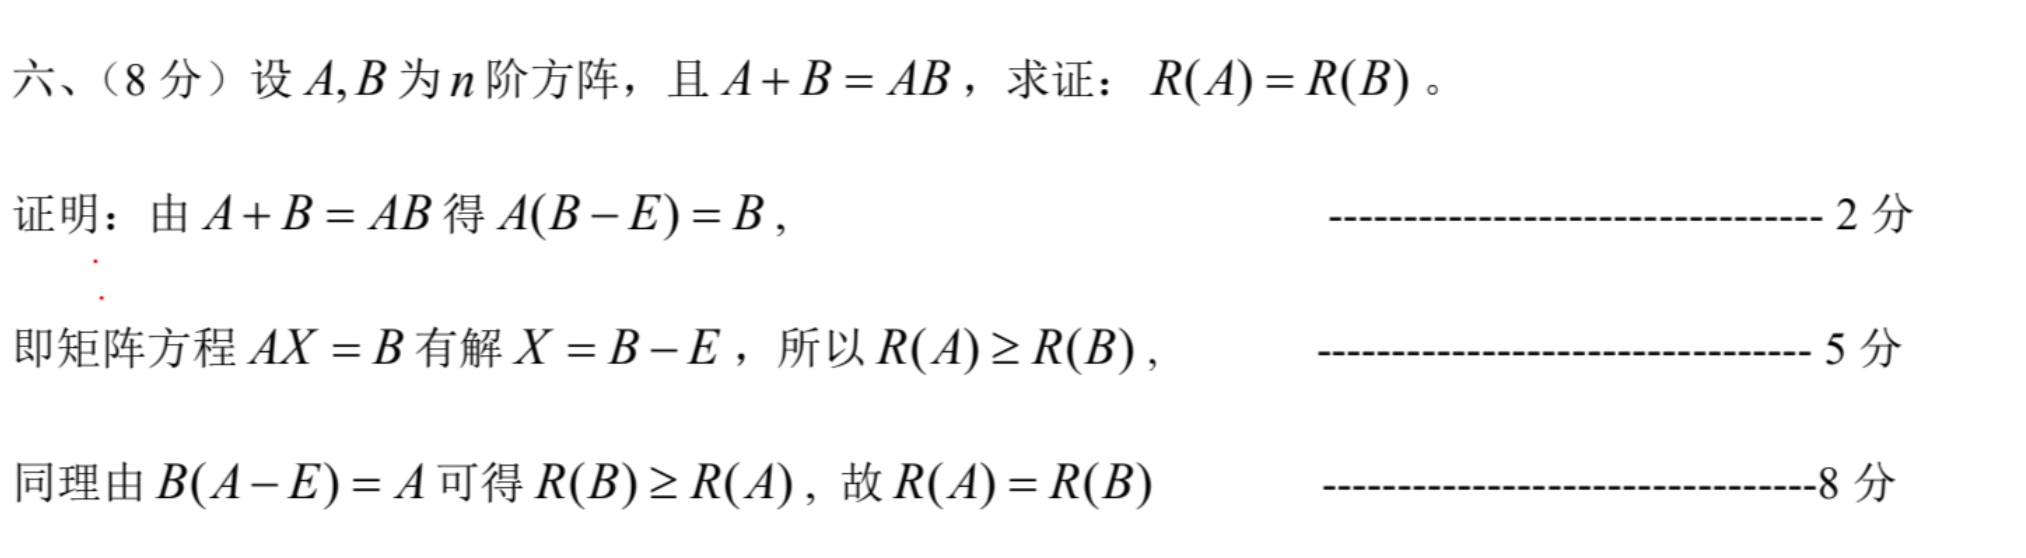 六、（8 分）设 A,B 为 n 阶方阵，且 A+B=AB，求证： R(A)=R(B)。
证明：由 A+B=AB 得 A(B−E)=B, --------------------------------- 2 分
即矩阵方程 AX=B 有解 X=B−E，所以 R(A)≥R(B), --------------------------------- 5 分
同理由 B(A−E)=A 可得 R(B)≥R(A), 故 R(A)=R(B) ---------------------------------8 分